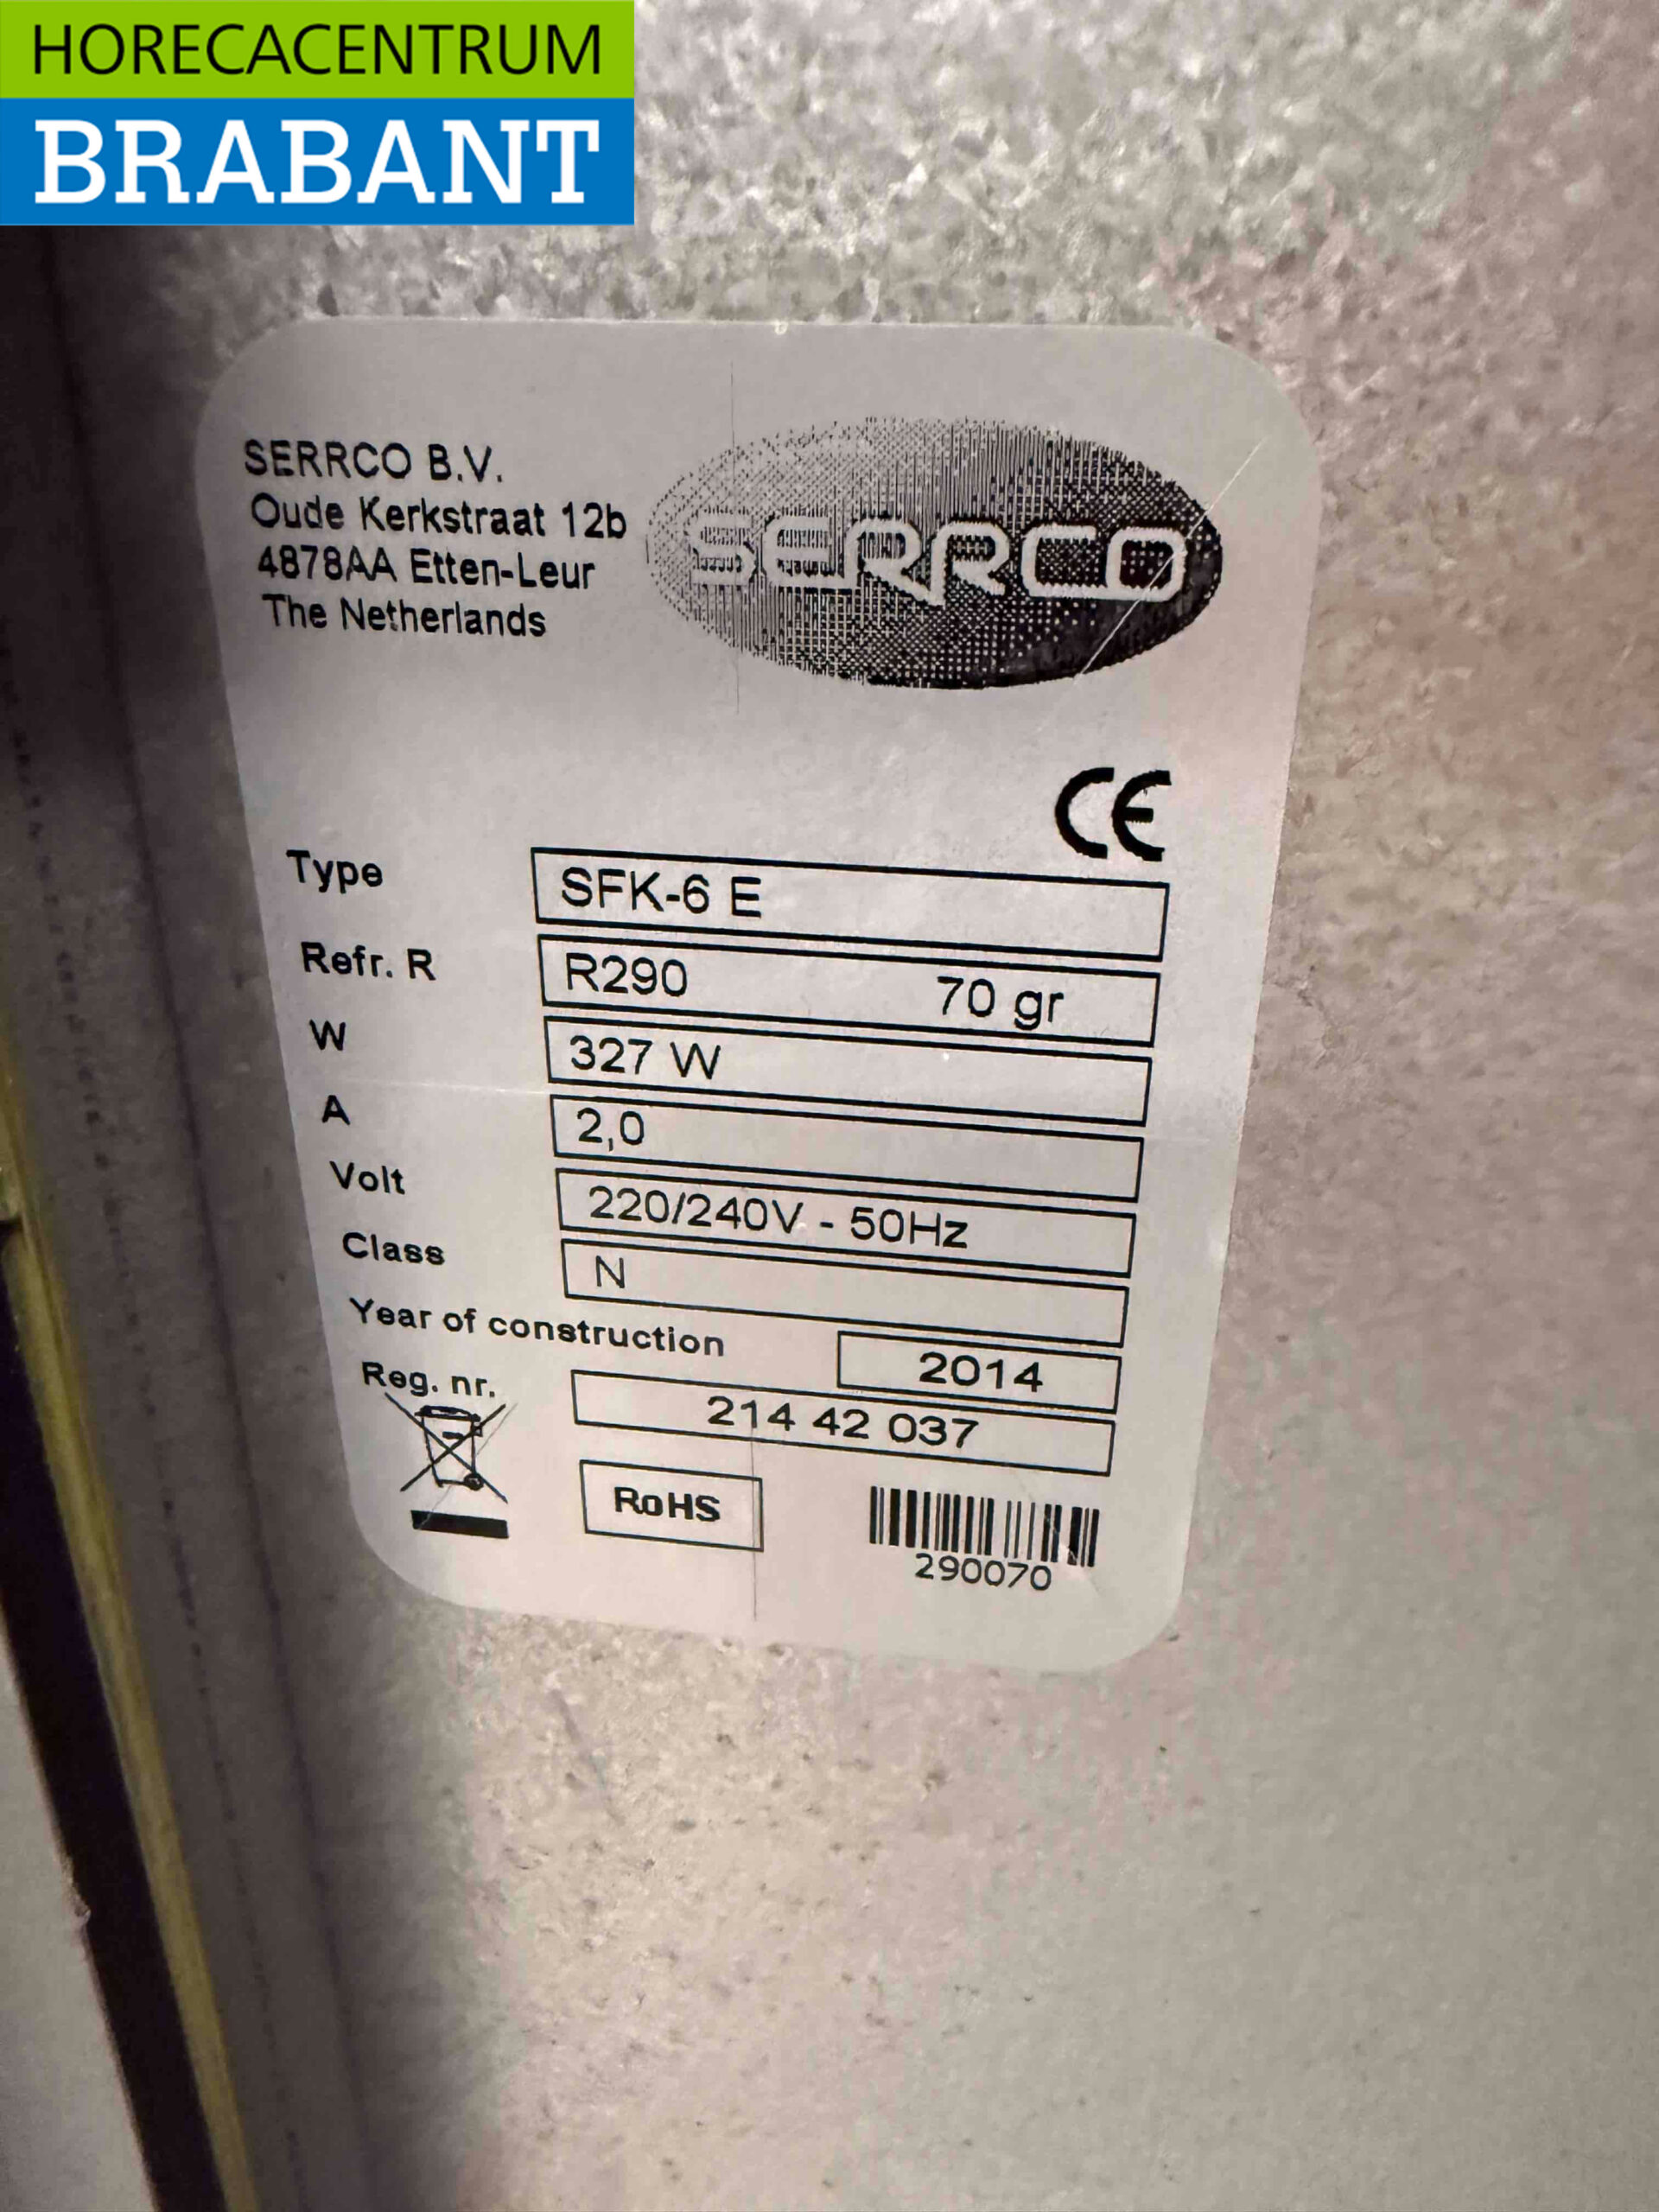 HORECACENTRUM
BRABANT
SERRCO B.V.
Oude Kerkstraat 12b
4878AA Etten-Leur
The Netherlands
SERRCO
CE
Type SFK-6 E
Refr. R R290 70 gr
W 327 W
A 2,0
Volt 220/240V - 50Hz
Class N
Year of construction 2014
Reg. nr. 214 42 037
RoHS
290070